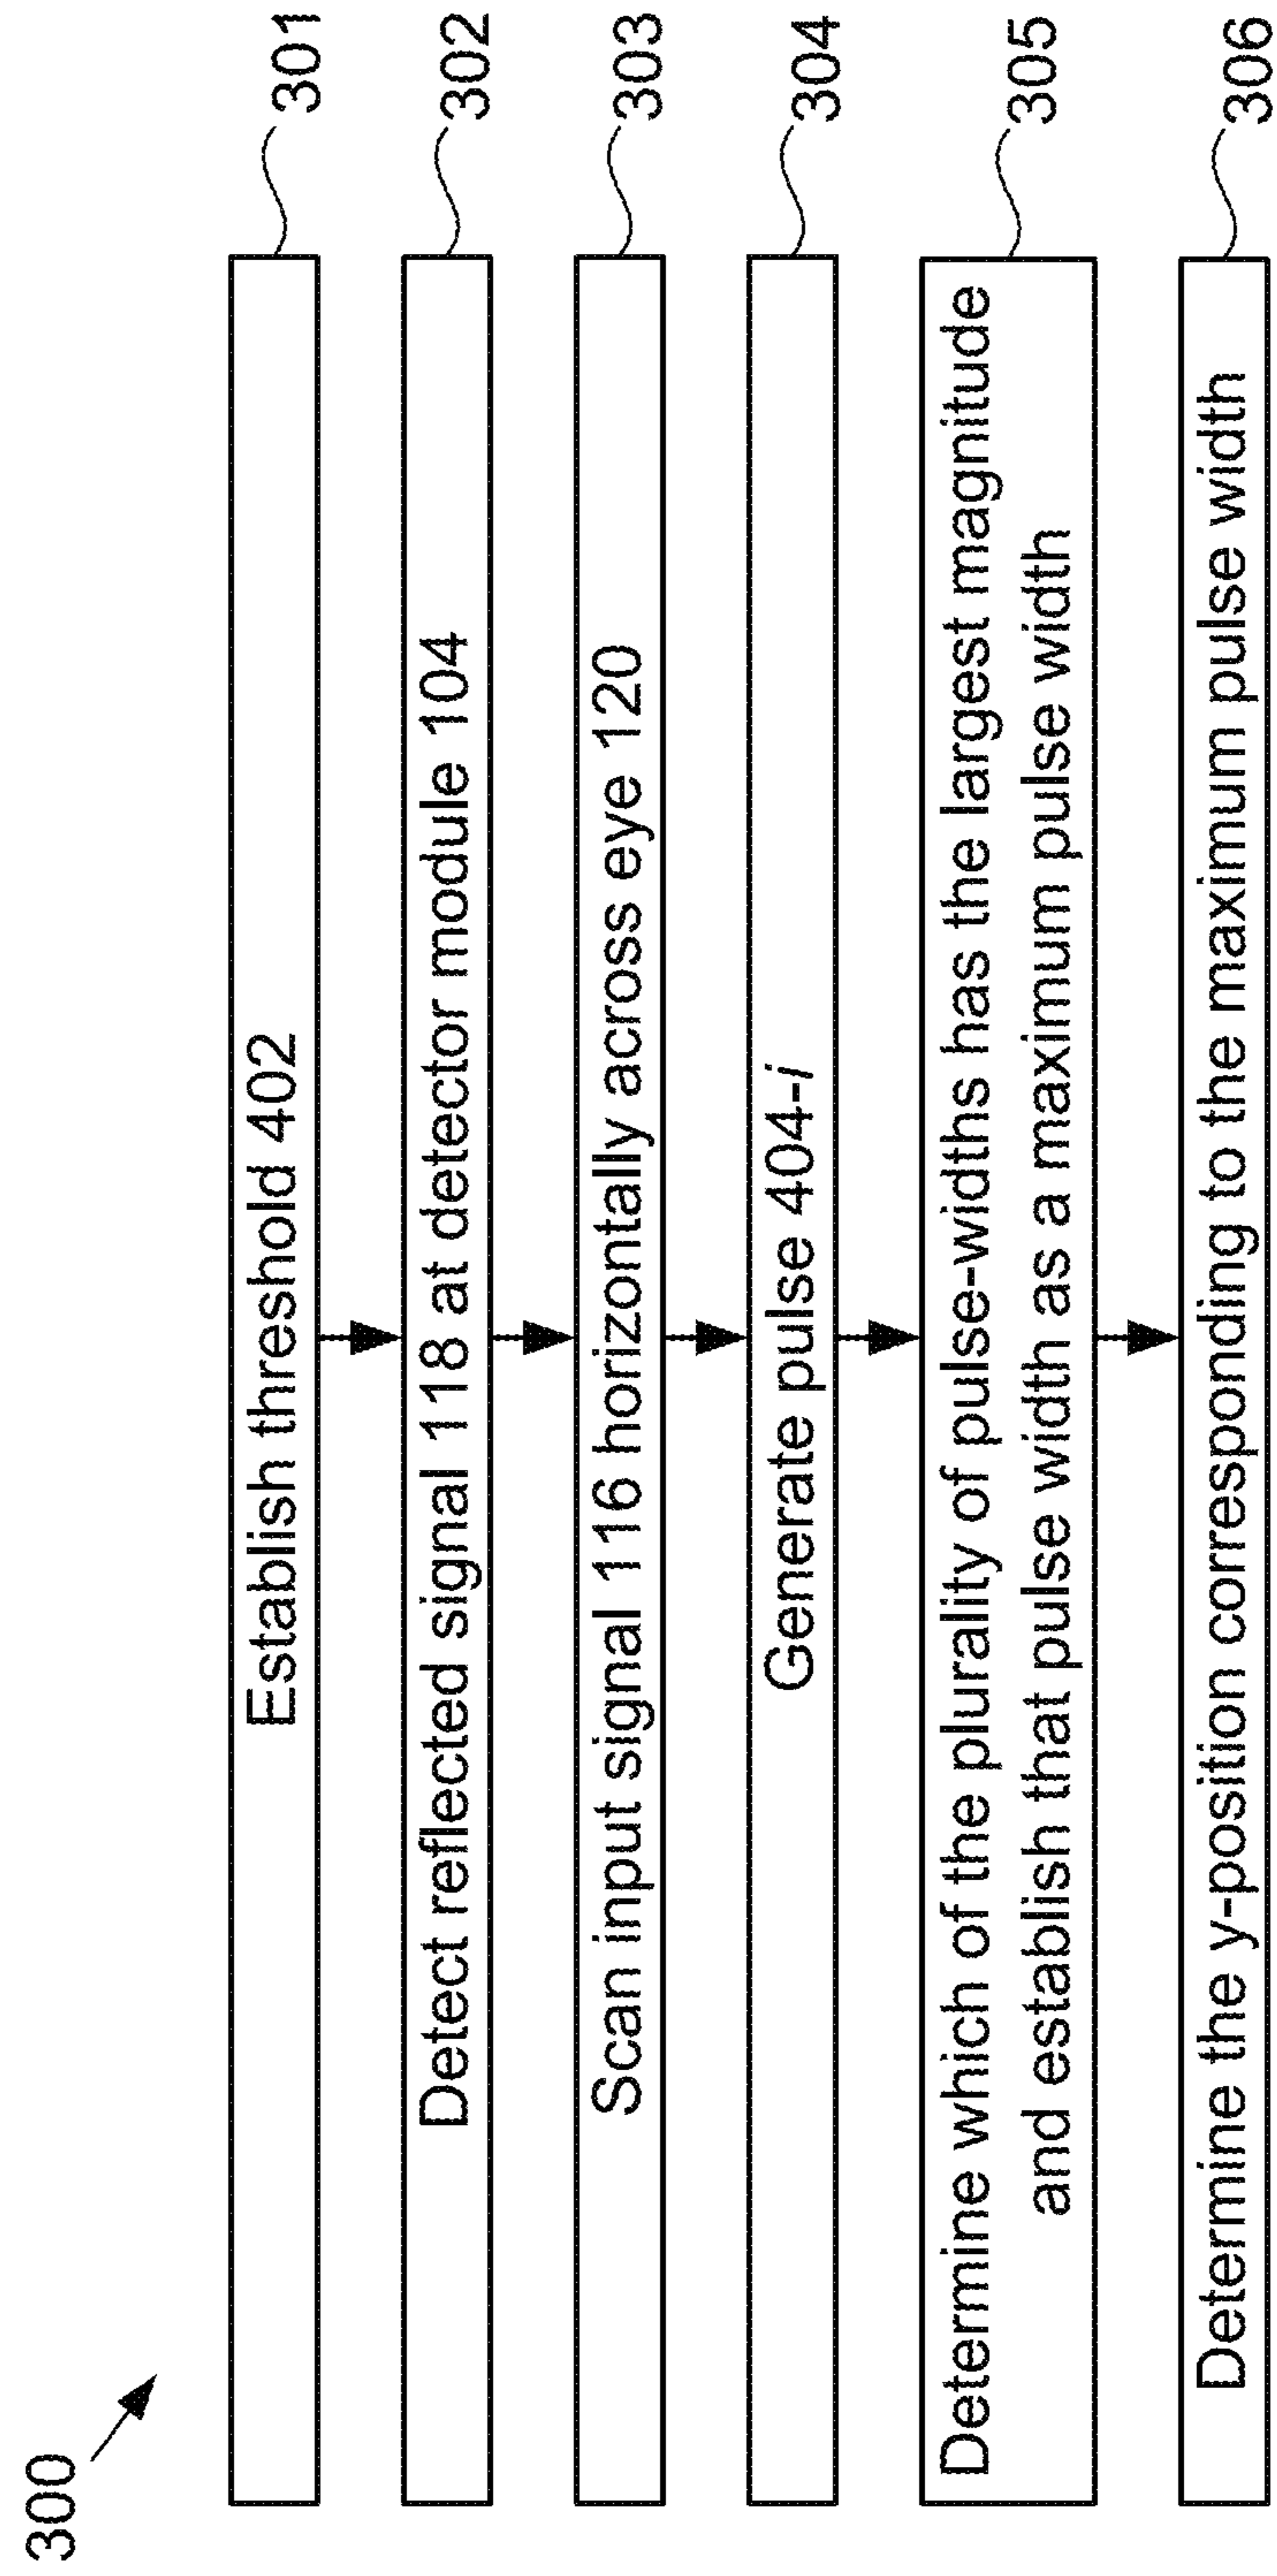 300
Establish threshold 402
301
Detect reflected signal 118 at detector module 104
302
Scan input signal 116 horizontally across eye 120
303
Generate pulse 404-i
304
Determine which of the plurality of pulse-widths has the largest magnitude
and establish that pulse width as a maximum pulse width
305
Determine the y-position corresponding to the maximum pulse width
306